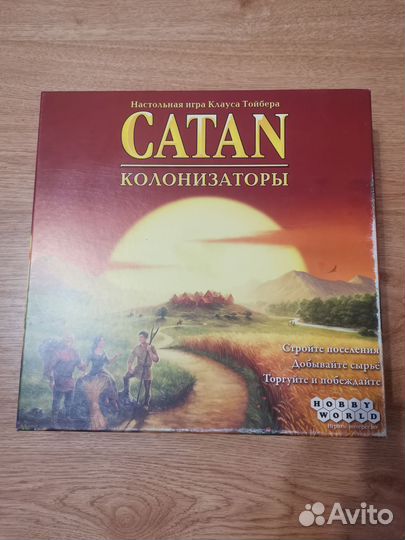 Настольная игра Клауса Тойбера
CATAN
КОЛОНИЗАТОРЫ
Стройте поселения
Добывайте сырьё
Торгуйте и побеждайте
HOBBY
WORLD
Avito